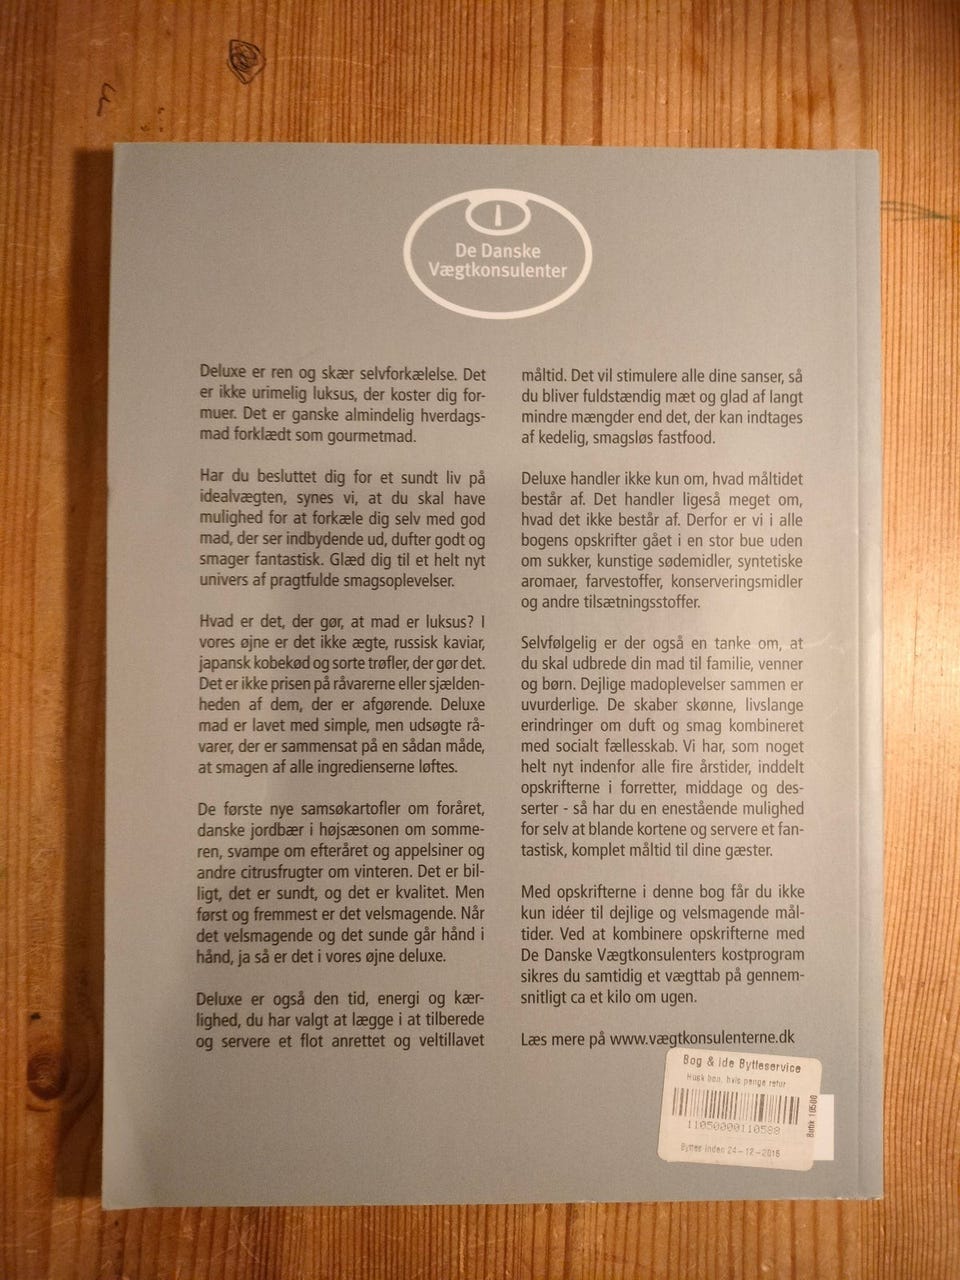 De Danske
Vægtkonsulenter
Deluxe er ren og skær selvforkælelse. Det
er ikke urimelig luksus, der koster dig for-
muer. Det er ganske almindelig hverdags-
mad forklædt som gourmetmad.
Har du besluttet dig for et sundt liv på
idealvægten, synes vi, at du skal have
mulighed for at forkæle dig selv med god
mad, der ser indbydende ud, dufter godt og
smager fantastisk. Glæd dig til et helt nyt
univers af pragtfulde smagsoplevelser.
Hvad er det, der gør, at mad er luksus? I
vores øjne er det ikke ægte, russisk kaviar,
japansk kobekød og sorte trøfler, der gør det.
Det er ikke prisen på råvarerne eller sjælden-
heden af dem, der er afgørende. Deluxe
mad er lavet med simple, men udsøgte rå-
varer, der er sammensat på en sådan måde,
at smagen af alle ingredienserne løftes.
De første nye samsøkartofler om foråret,
danske jordbær i højsæsonen om somme-
ren, svampe om efteråret og appelsiner og
andre citrusfrugter om vinteren. Det er bil-
ligt, det er sundt, og det er kvalitet. Men
først og fremmest er det velsmagende. Når
det velsmagende og det sunde går hånd i
hånd, ja så er det i vores øjne deluxe.
Deluxe er også den tid, energi og kær-
lighed, du har valgt at lægge i at tilberede
og servere et flot anrettet og veltillavet
måltid. Det vil stimulere alle dine sanser, så
du bliver fuldstændig mæt og glad af langt
mindre mængder end det, der kan indtages
af kedelig, smagsløs fastfood.
Deluxe handler ikke kun om, hvad måltidet
består af. Det handler ligeså meget om,
hvad det ikke består af. Derfor er vi i alle
bogens opskrifter gået i en stor bue uden
om sukker, kunstige sødemidler, syntetiske
aromaer, farvestoffer, konserveringsmidler
og andre tilsætningsstoffer.
Selvfølgelig er der også en tanke om, at
du skal udbrede din mad til familie, venner
og børn. Dejlige madoplevelser sammen er
uvurderlige. De skaber skønne, livslange
erindringer om duft og smag kombineret
med socialt fællesskab. Vi har, som noget
helt nyt indenfor alle fire årstider, inddelt
opskrifterne i forretter, middage og des-
serter - så har du en enestående mulighed
for selv at blande kortene og servere et fan-
tastisk, komplet måltid til dine gæster.
Med opskrifterne i denne bog får du ikke
kun idéer til dejlige og velsmagende mål-
tider. Ved at kombinere opskrifterne med
De Danske Vægtkonsulenters kostprogram
sikres du samtidig et vægttab på gennem-
snitligt ca et kilo om ugen.
Læs mere på www.vægtkonsulenterne.dk
Bog & Ide Bytteservice
Husk bon, hvis penge retur
11050000110588
Byttes inden 24-12-2016
Butik 10500